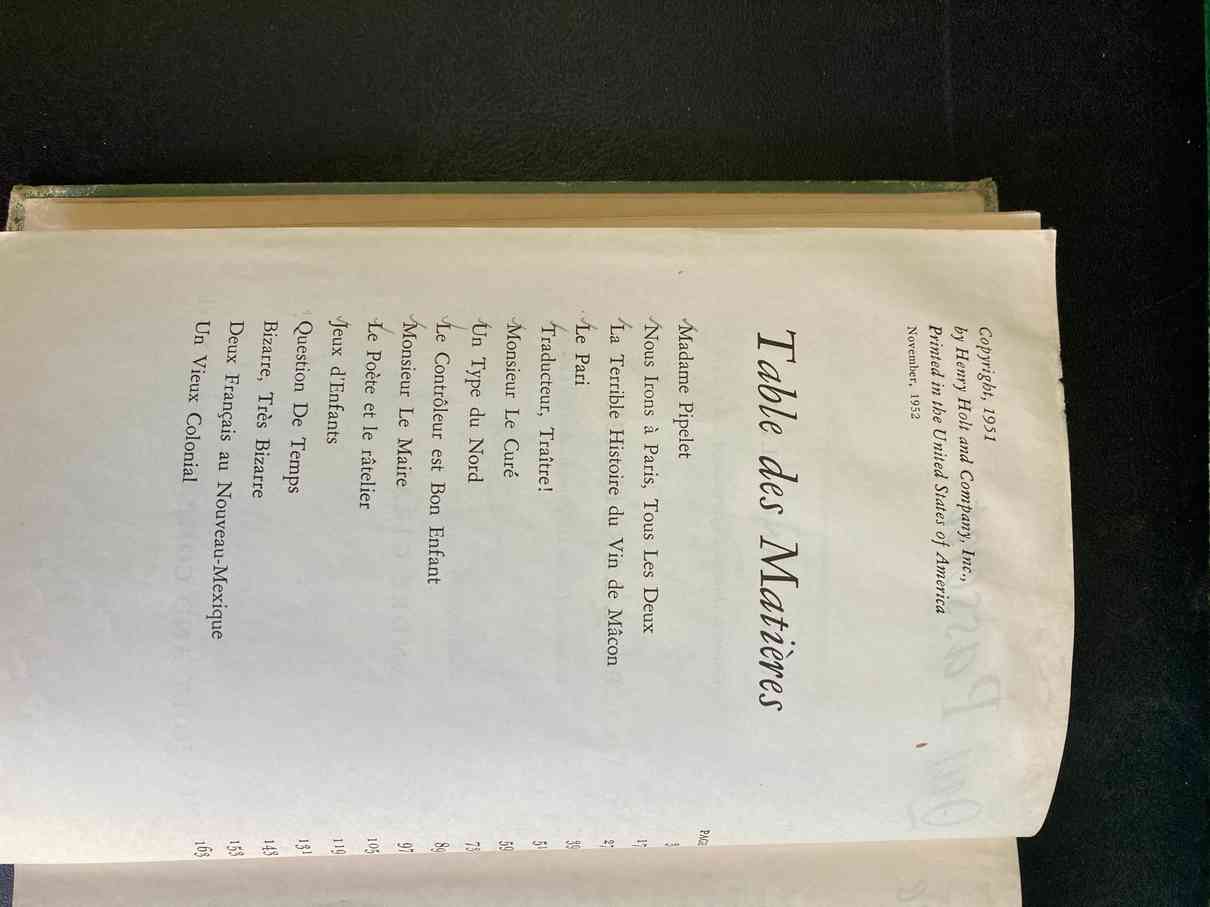 Copyright, 1951
by Henry Holt and Company, Inc.,
Printed in the United States of America
November, 1952
Table des Matières
PAGE
Madame Pipelet 3
Nous Irons à Paris, Tous Les Deux 17
La Terrible Histoire du Vin de Mâcon 27
Le Pari 39
Traducteur, Traître! 51
Monsieur Le Curé 59
Un Type du Nord 73
Le Contrôleur est Bon Enfant 89
Monsieur Le Maire 97
Le Poète et le râtelier 105
Jeux d'Enfants 119
Question De Temps 131
Bizarre, Très Bizarre 143
Deux Français au Nouveau-Mexique 153
Un Vieux Colonial 163